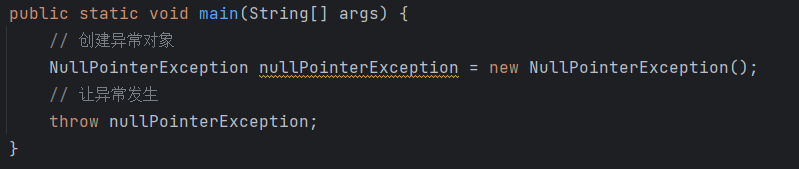 public static void main(String[] args) {
// 创建异常对象
NullPointerException nullPointerException = new NullPointerException();
// 让异常发生
throw nullPointerException;
}